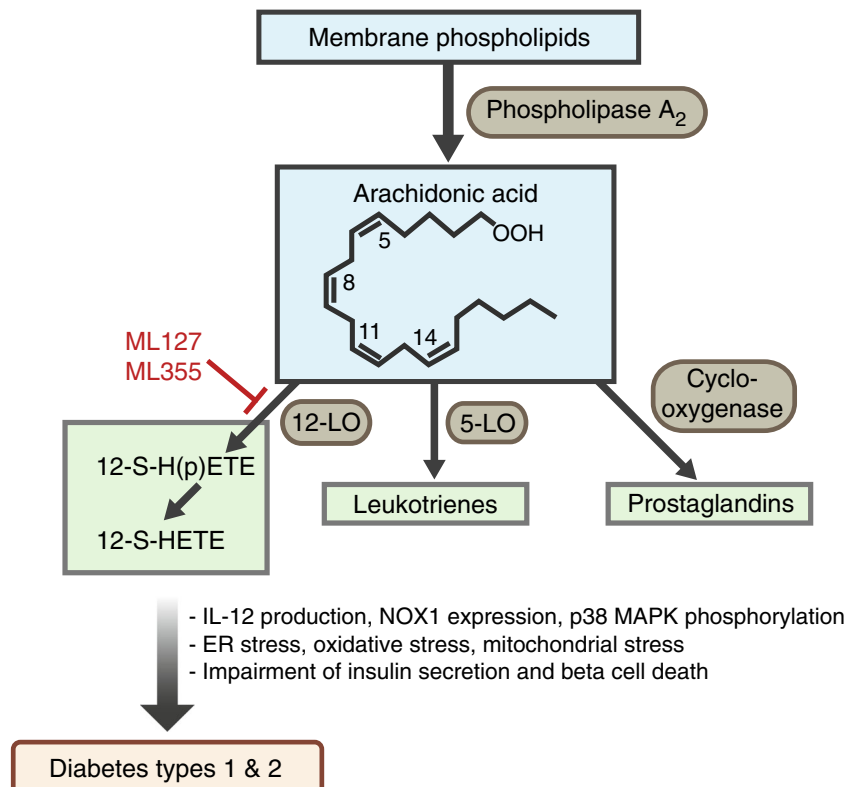 Membrane phospholipids
Phospholipase A2
Arachidonic acid
OOH
5
8
11
14
ML127
ML355
12-LO
5-LO
Cyclo-
oxygenase
12-S-H(p)ETE
12-S-HETE
Leukotrienes
Prostaglandins
- IL-12 production, NOX1 expression, p38 MAPK phosphorylation
- ER stress, oxidative stress, mitochondrial stress
- Impairment of insulin secretion and beta cell death
Diabetes types 1 & 2